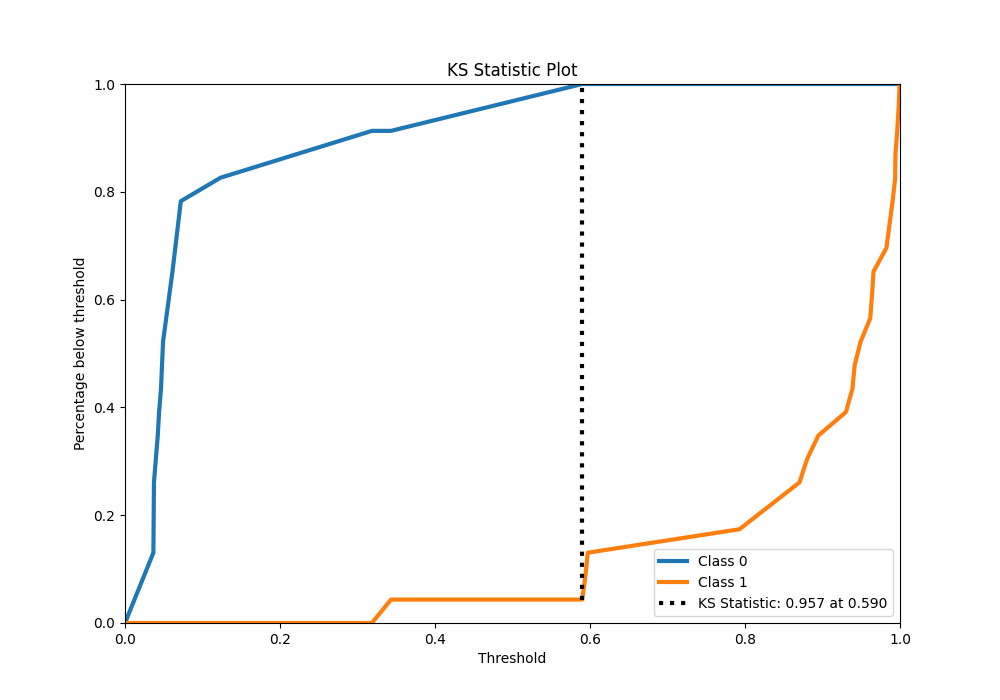 KS Statistic Plot
1.0
0.8
0.6
0.4
0.2
0.0
Percentage below threshold
0.0 0.2 0.4 0.6 0.8 1.0
Threshold
Class 0
Class 1
KS Statistic: 0.957 at 0.590